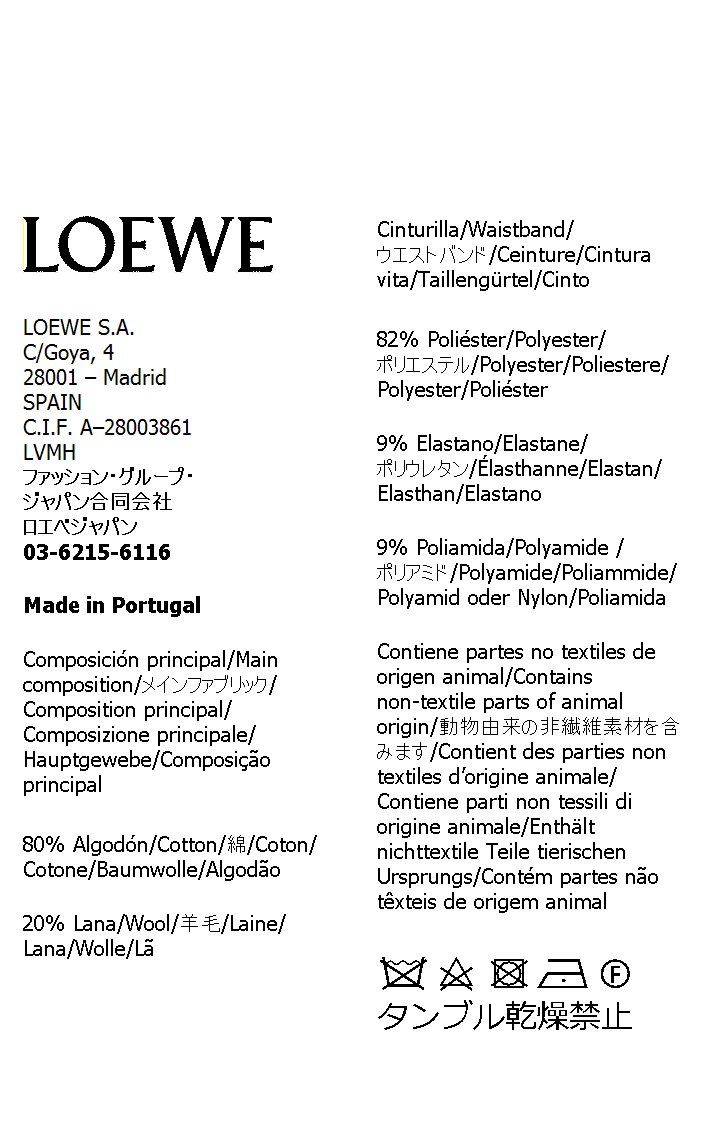 LOEWE
LOEWE S.A.
C/Goya, 4
28001 – Madrid
SPAIN
C.I.F. A–28003861
LVMH
ファッション・グループ・
ジャパン合同会社
ロエベジャパン
03-6215-6116
Made in Portugal
Composición principal/Main
composition/メインファブリック/
Composition principal/
Composizione principale/
Hauptgewebe/Composição
principal
80% Algodón/Cotton/綿/Coton/
Cotone/Baumwolle/Algodão
20% Lana/Wool/羊毛/Laine/
Lana/Wolle/Lã
Cinturilla/Waistband/
ウエストバンド/Ceinture/Cintura
vita/Taillengürtel/Cinto
82% Poliéster/Polyester/
ポリエステル/Polyester/Poliestere/
Polyester/Poliéster
9% Elastano/Elastane/
ポリウレタン/Élasthanne/Elastan/
Elasthan/Elastano
9% Poliamida/Polyamide /
ポリアミド/Polyamide/Poliammide/
Polyamid oder Nylon/Poliamida
Contiene partes no textiles de
origen animal/Contains
non-textile parts of animal
origin/動物由来の非繊維素材を含
みます/Contient des parties non
textiles d’origine animale/
Contiene parti non tessili di
origine animale/Enthält
nichttextile Teile tierischen
Ursprungs/Contém partes não
têxteis de origem animal
F
タンブル乾燥禁止